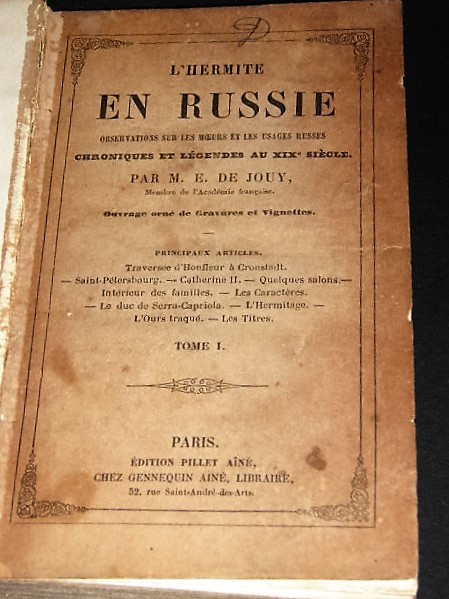 L'HERMITE
EN RUSSIE
OBSERVATIONS SUR LES MŒURS ET LES USAGES RUSSES
CHRONIQUES ET LÉGENDES AU XIXe SIÈCLE.
PAR M. E. DE JOUY,
Membre de l'Académie française.
Ouvrage orné de Gravures et Vignettes.
PRINCIPAUX ARTICLES.
Traversée d'Honfleur à Cronstedt.
— Saint-Pétersbourg. — Catherine II. — Quelques salons.—
Intérieur des familles. — Les Caractères.
— Le duc de Serra-Capriola. — L'Hermitage. —
L'Ours traqué. — Les Titres.
TOME I.
PARIS.
ÉDITION PILLET AÎNÉ,
CHEZ GENNEQUIN AINÉ, LIBRAIRE,
52, rue Saint-André-des-Arts.